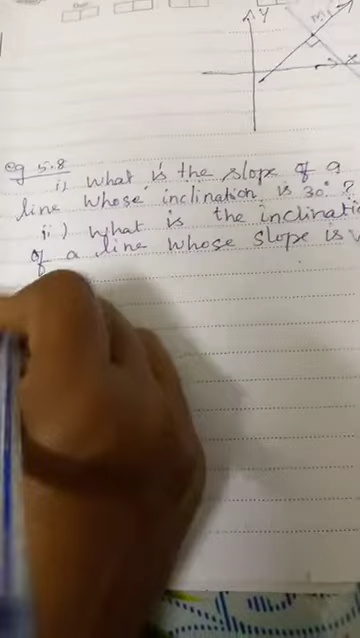 Y
eg 5.8
i) What is the slope of a
line whose inclination is 30° ?
ii) What is the inclinati
of a line whose slope is √